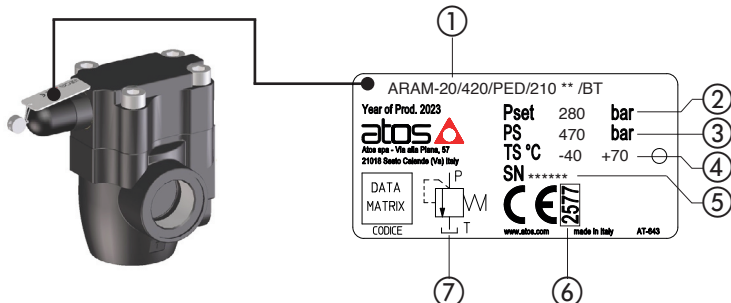 ①
ARAM-20/420/PED/210 ** /BT
Year of Prod. 2023
atos
Atos spa - Via alla Piana, 57
21018 Sesto Calende (Va) Italy
Pset 280 bar ②
PS 470 bar ③
TS °C -40 +70 ④
SN ****** ⑤
DATA
MATRIX
CODICE
P
T
CE 2577
www.atos.com made in Italy AT-643
⑦ ⑥